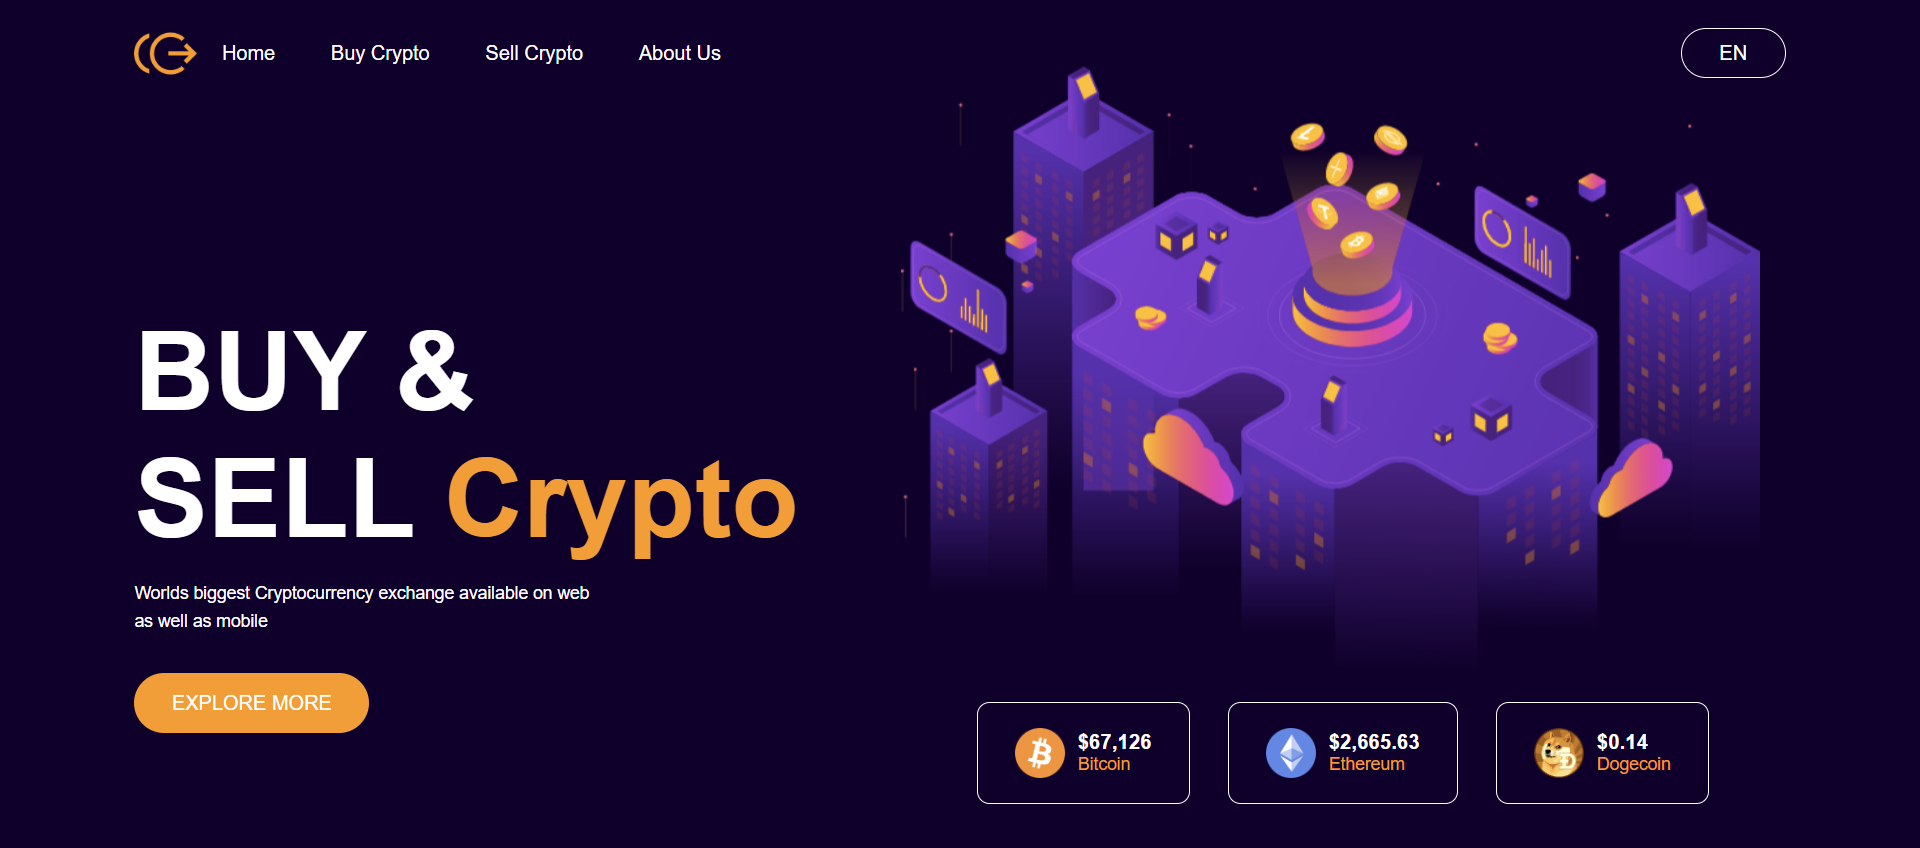 Home
Buy Crypto
Sell Crypto
About Us
EN
BUY &
SELL Crypto
Worlds biggest Cryptocurrency exchange available on web
as well as mobile
EXPLORE MORE
$67,126
Bitcoin
$2,665.63
Ethereum
$0.14
Dogecoin